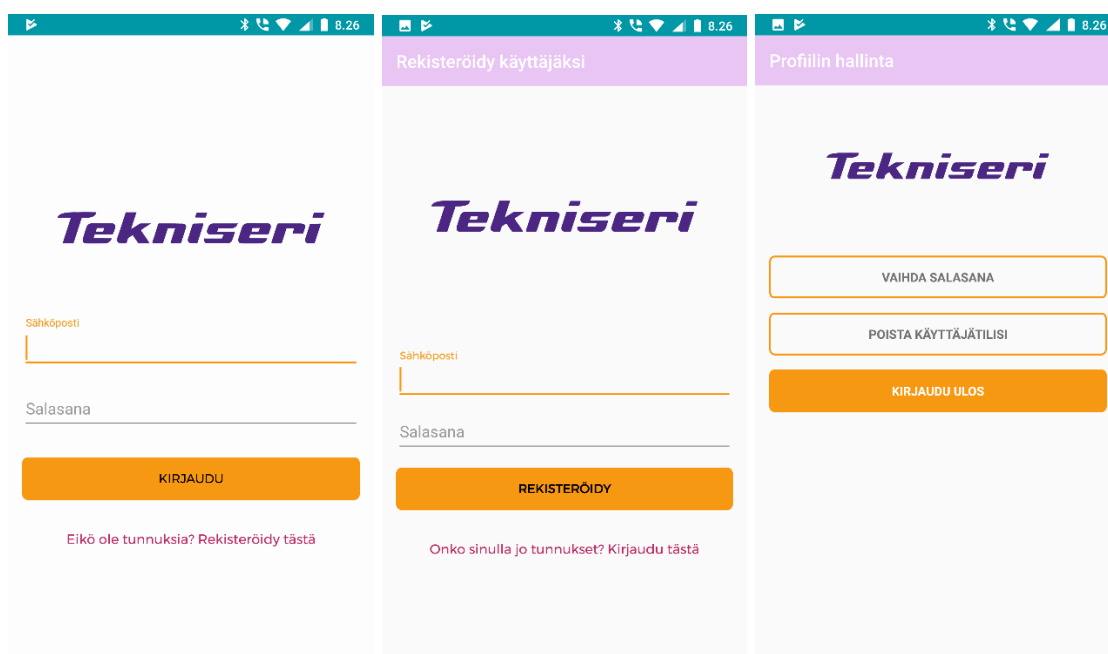 8.26
Tekniseri
Sähköposti
Salasana
KIRJAUDU
Eikö ole tunnuksia? Rekisteröidy tästä
8.26
Rekisteröidy käyttäjäksi
Tekniseri
Sähköposti
Salasana
REKISTERÖIDY
Onko sinulla jo tunnukset? Kirjaudu tästä
8.26
Profiilin hallinta
Tekniseri
VAIHDA SALASANA
POISTA KÄYTTÄJÄTILISI
KIRJAUDU ULOS